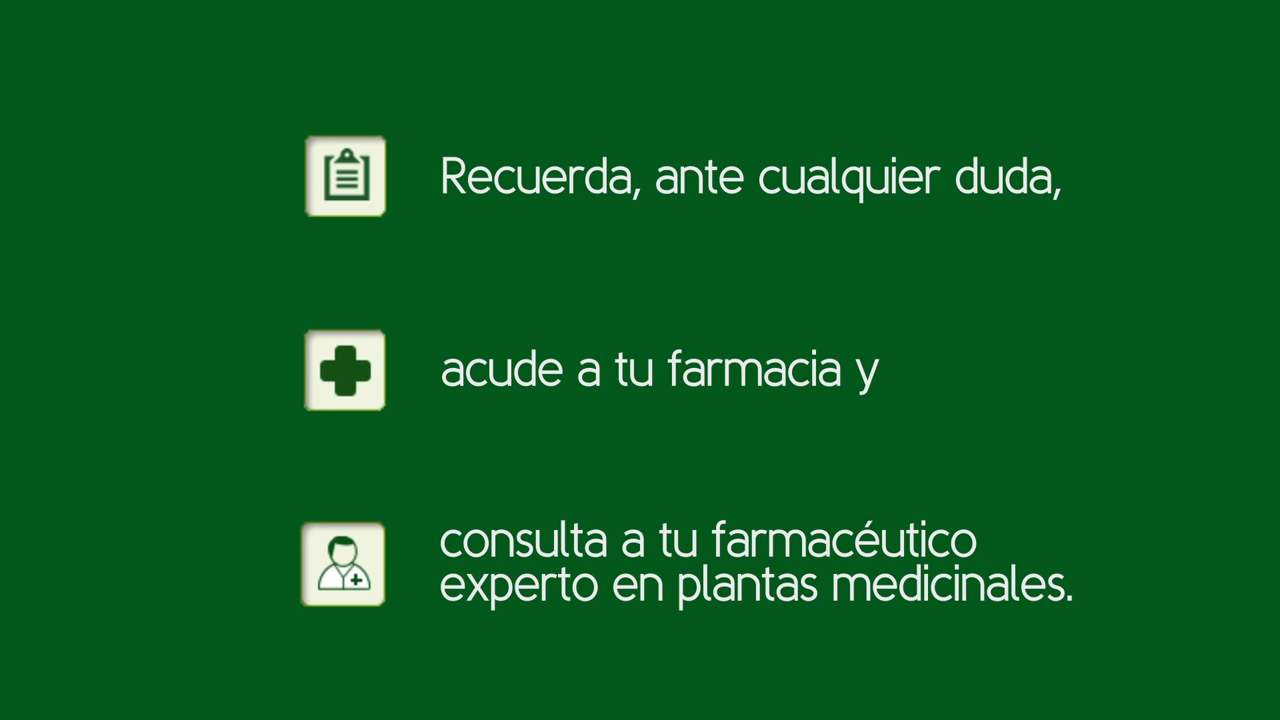 Recuerda, ante cualquier duda,
acude a tu farmacia y
consulta a tu farmacéutico
experto en plantas medicinales.